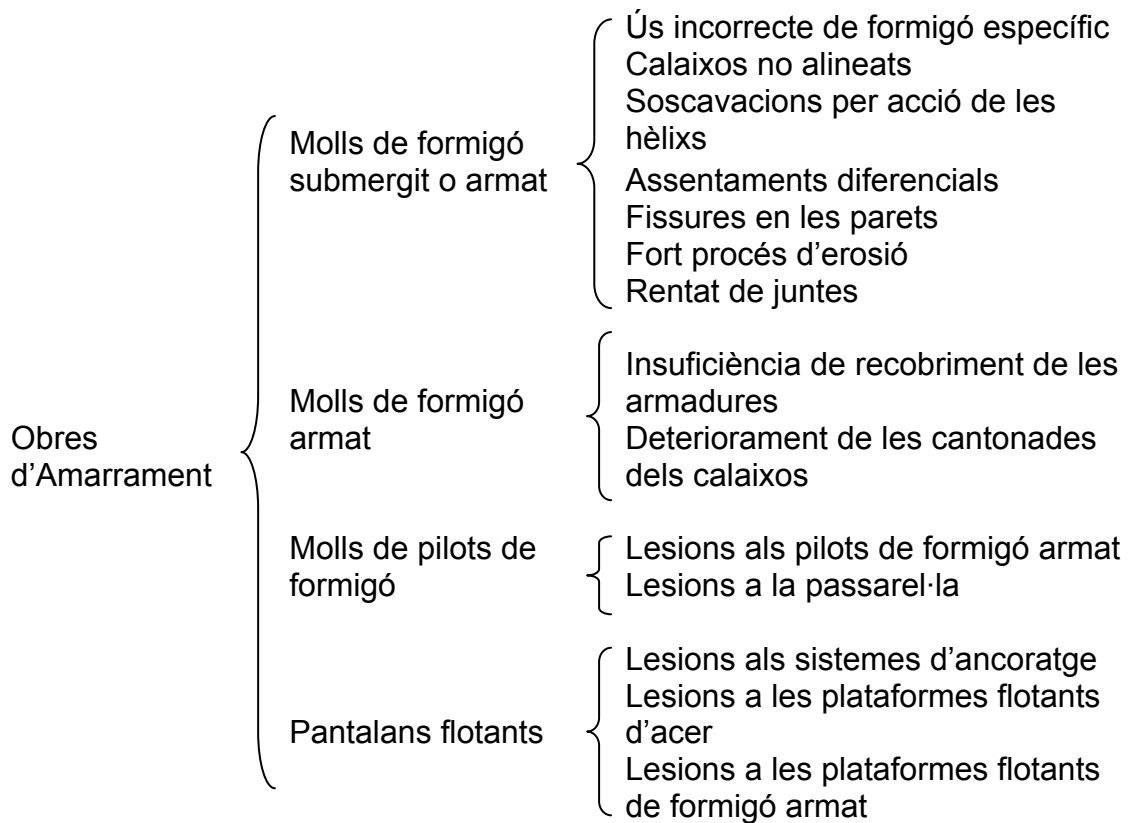 Obres
d’Amarrament
Molls de formigó
submergit o armat
Ús incorrecte de formigó específic
Calaixos no alineats
Soscavacions per acció de les
hèlixs
Assentaments diferencials
Fissures en les parets
Fort procés d’erosió
Rentat de juntes
Molls de formigó
armat
Insuficiència de recobriment de les
armadures
Deteriorament de les cantonades
dels calaixos
Molls de pilots de
formigó
Lesions als pilots de formigó armat
Lesions a la passarel·la
Pantalans flotants
Lesions als sistemes d’ancoratge
Lesions a les plataformes flotants
d’acer
Lesions a les plataformes flotants
de formigó armat